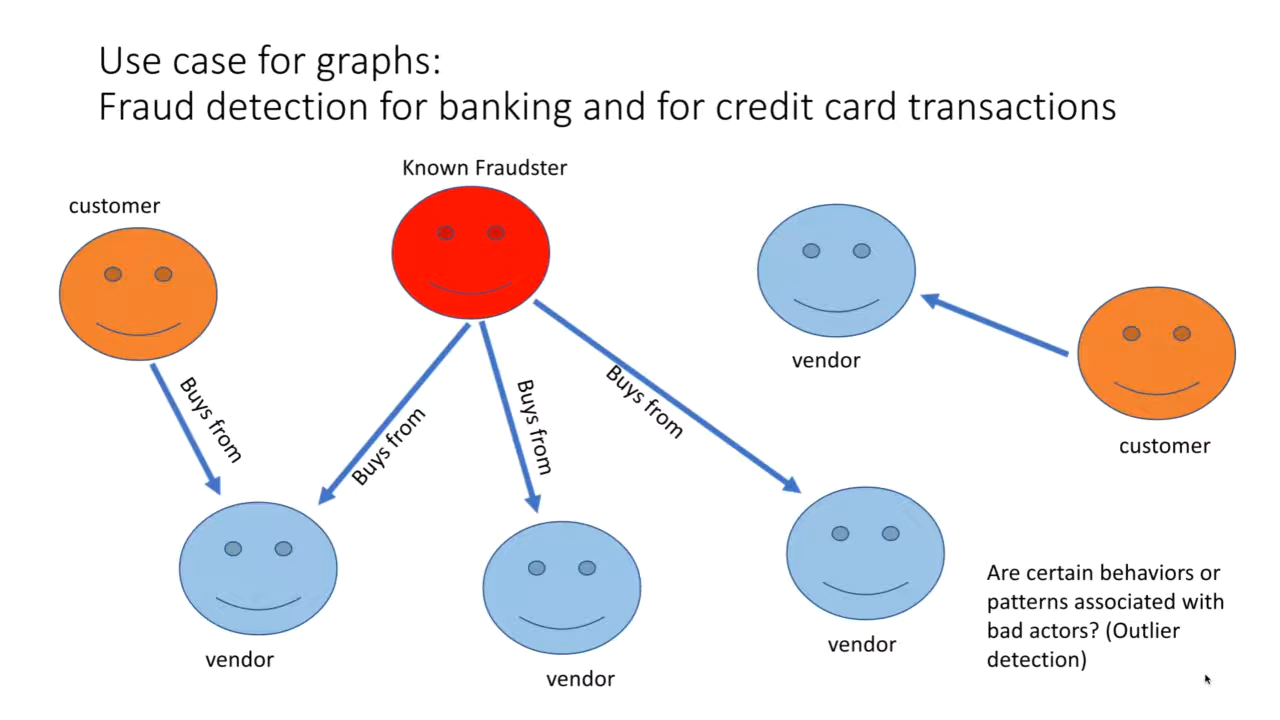 Use case for graphs:
Fraud detection for banking and for credit card transactions
Known Fraudster
customer
vendor
customer
Buys from
Buys from
Buys from
Buys from
vendor
vendor
vendor
Are certain behaviors or
patterns associated with
bad actors? (Outlier
detection)